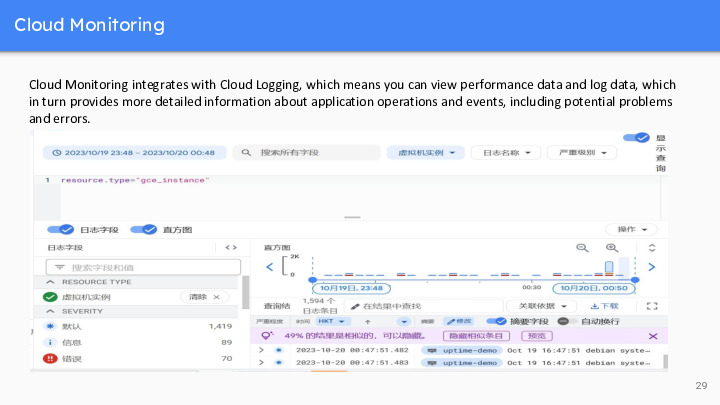 Cloud Monitoring
Cloud Monitoring integrates with Cloud Logging, which means you can view performance data and log data, which
in turn provides more detailed information about application operations and events, including potential problems
and errors.
2023/10/19 23:48 – 2023/10/20 00:48
搜索所有字段
虚拟机实例
日志名称
严重级别
显示查询
1 resource.type="gce_instance"
日志字段
直方图
操作
日志字段
搜索字段和值
RESOURCE TYPE
虚拟机实例 清除
SEVERITY
默认 1,419
信息 89
错误 70
直方图
2K
0
10月19日, 23:48
00:30
10月20日, 00:50
查询结
1,594 个
日志条目
在结果中查找
关联依据
下载
严重程度 时间 HKT 摘要 修改 摘要字段 自动换行
49% 的结果是相似的，可以隐藏。 隐藏相似条目 预览
2023-10-20 00:47:51.482 uptime-demo Oct 19 16:47:51 debian syste…
2023-10-20 00:47:51.483 uptime-demo Oct 19 16:47:51 debian syste…
29